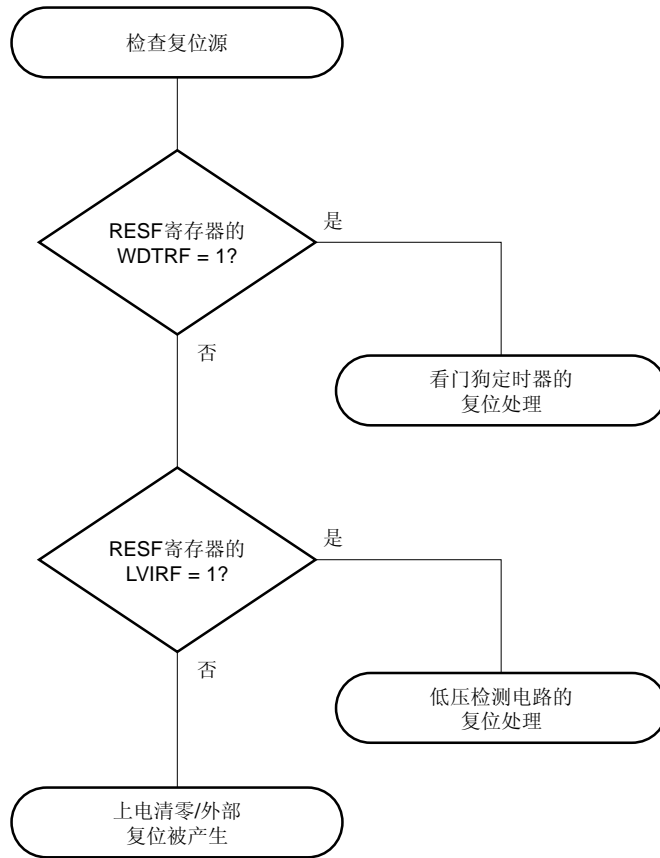 检查复位源
RESF寄存器的
WDTRF = 1?
是
否
看门狗定时器的
复位处理
RESF寄存器的
LVIRF = 1?
是
否
低压检测电路的
复位处理
上电清零/外部
复位被产生